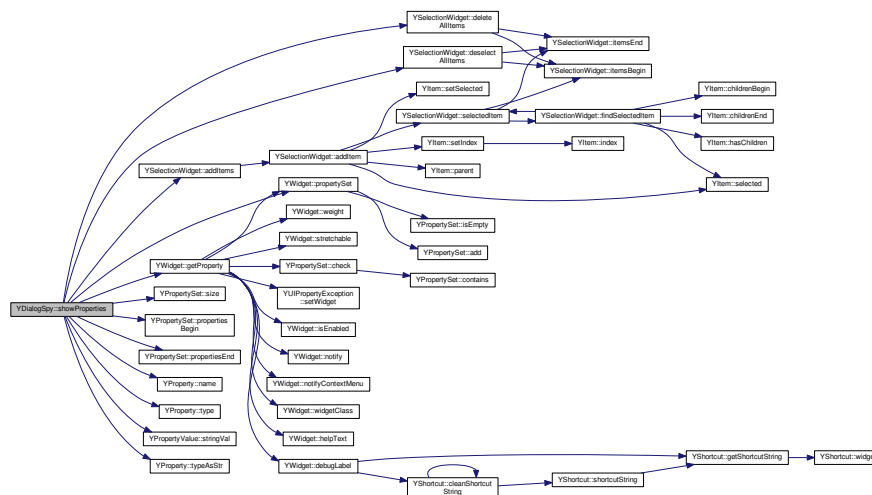 YSelectionWidget::delete
AllItems
YSelectionWidget::itemsEnd
YSelectionWidget::deselect
AllItems
YSelectionWidget::itemsBegin
YItem::setSelected
YItem::childrenBegin
YSelectionWidget::selectedItem
YSelectionWidget::findSelectedItem
YItem::childrenEnd
YItem::setIndex
YItem::index
YItem::hasChildren
YSelectionWidget::addItem
YSelectionWidget::addItems
YItem::parent
YItem::selected
YWidget::propertySet
YWidget::weight
YPropertySet::isEmpty
YWidget::stretchable
YPropertySet::add
YWidget::getProperty
YPropertySet::check
YPropertySet::contains
YPropertySet::size
YUIPropertyException
::setWidget
YDialogSpy::showProperties
YPropertySet::properties
Begin
YWidget::isEnabled
YPropertySet::propertiesEnd
YWidget::notify
YProperty::name
YWidget::notifyContextMenu
YProperty::type
YWidget::widgetClass
YPropertyValue::stringVal
YWidget::helpText
YProperty::typeAsStr
YWidget::debugLabel
YShortcut::getShortcutString
YShortcut::widg
YShortcut::cleanShortcut
String
YShortcut::shortcutString